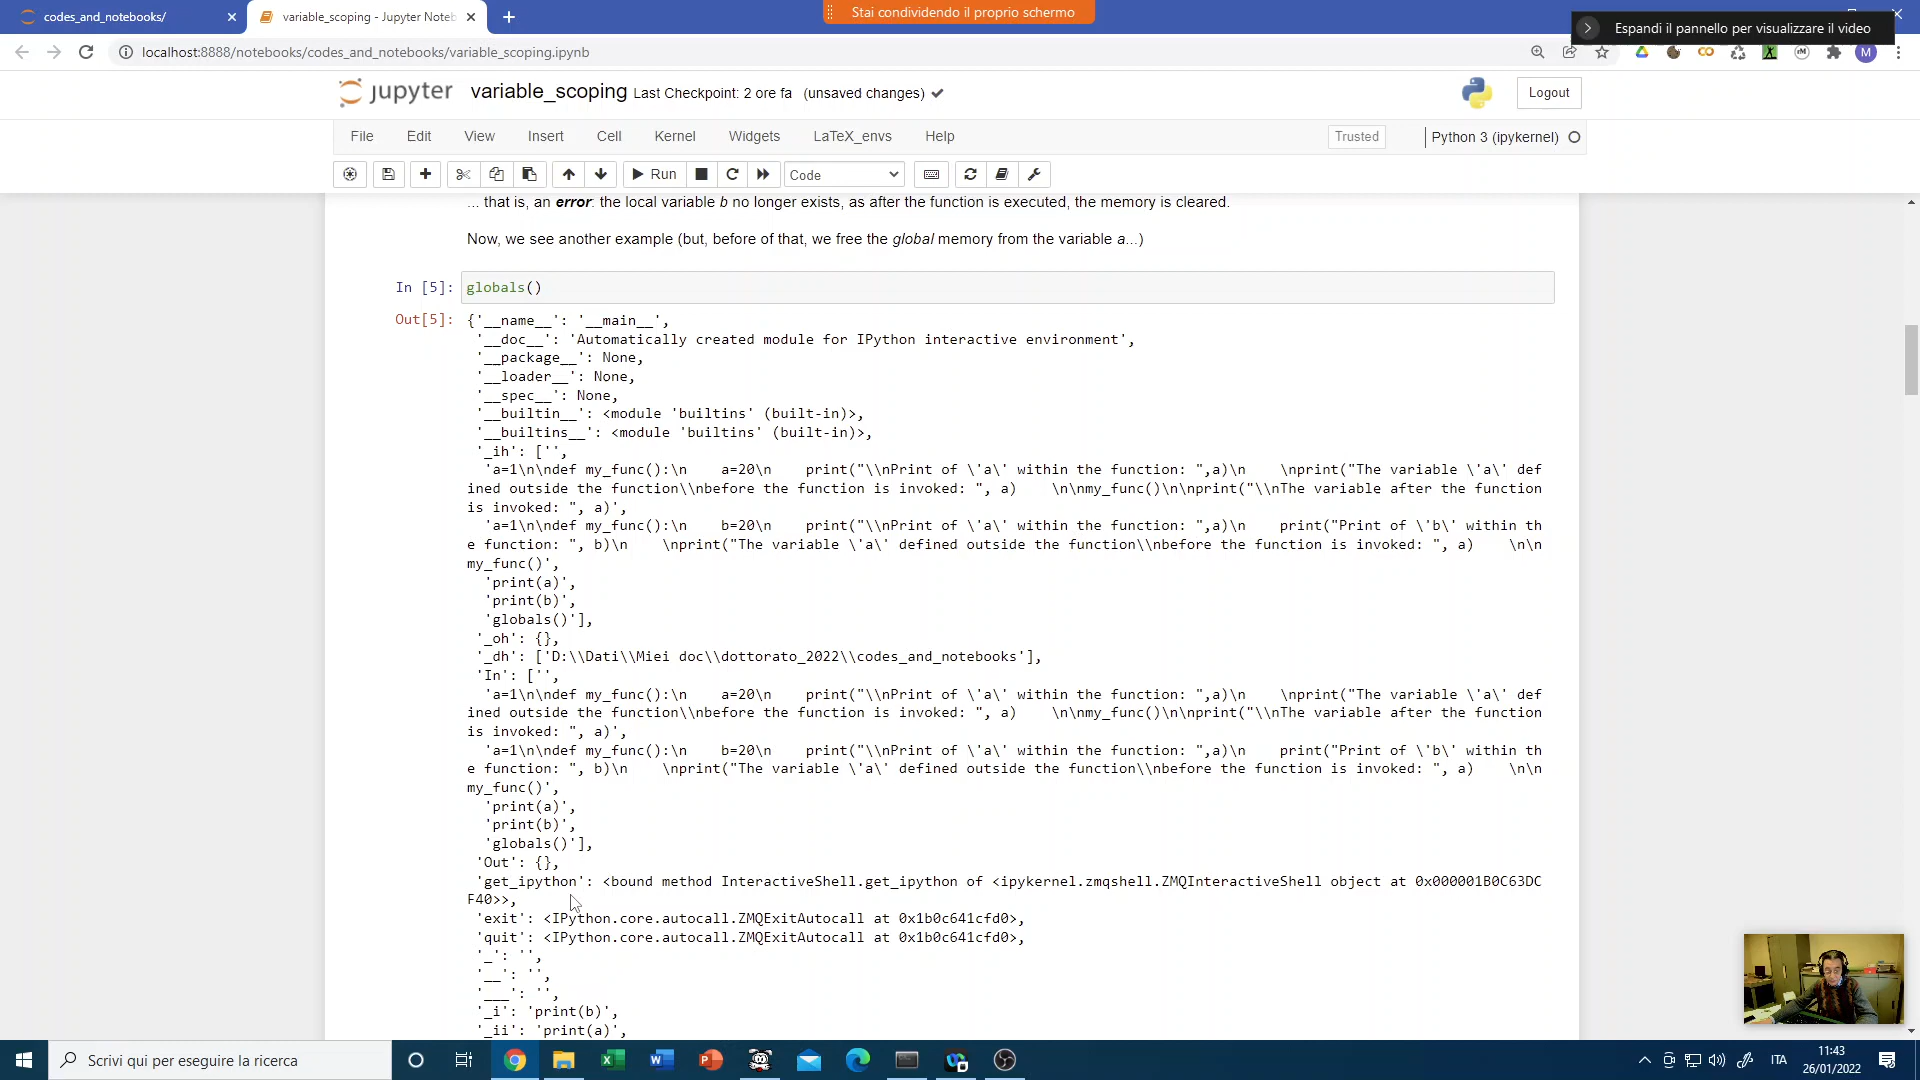 codes_and_notebooks/
variable_scoping - Jupyter Noteb
Stai condividendo il proprio schermo
Espandi il pannello per visualizzare il video
localhost:8888/notebooks/codes_and_notebooks/variable_scoping.ipynb
M
jupyter variable_scoping Last Checkpoint: 2 ore fa (unsaved changes)
Logout
File Edit View Insert Cell Kernel Widgets LaTeX_envs Help
Trusted
Python 3 (ipykernel)
Run
Code
... that is, an error: the local variable b no longer exists, as after the function is executed, the memory is cleared.
Now, we see another example (but, before of that, we free the global memory from the variable a...)
In [5]: globals()
Out[5]: {'__name__': '__main__',
'__doc__': 'Automatically created module for IPython interactive environment',
'__package__': None,
'__loader__': None,
'__spec__': None,
'__builtin__': <module 'builtins' (built-in)>,
'__builtins__': <module 'builtins' (built-in)>,
'_ih': ['',
'a=1\n\ndef my_func():\n    a=20\n    print("\\nPrint of \'a\' within the function: ",a)\n    \nprint("The variable \'a\' def
ined outside the function\\nbefore the function is invoked: ", a)    \n\nmy_func()\n\nprint("\\nThe variable after the function
is invoked: ", a)',
'a=1\n\ndef my_func():\n    b=20\n    print("\\nPrint of \'a\' within the function: ",a)\n    print("Print of \'b\' within th
e function: ", b)\n    \nprint("The variable \'a\' defined outside the function\\nbefore the function is invoked: ", a)    \n\n
my_func()',
'print(a)',
'print(b)',
'globals()'],
'_oh': {},
'_dh': ['D:\\Dati\\Miei doc\\dottorato_2022\\codes_and_notebooks'],
'In': ['',
'a=1\n\ndef my_func():\n    a=20\n    print("\\nPrint of \'a\' within the function: ",a)\n    \nprint("The variable \'a\' def
ined outside the function\\nbefore the function is invoked: ", a)    \n\nmy_func()\n\nprint("\\nThe variable after the function
is invoked: ", a)',
'a=1\n\ndef my_func():\n    b=20\n    print("\\nPrint of \'a\' within the function: ",a)\n    print("Print of \'b\' within th
e function: ", b)\n    \nprint("The variable \'a\' defined outside the function\\nbefore the function is invoked: ", a)    \n\n
my_func()',
'print(a)',
'print(b)',
'globals()'],
'Out': {},
'get_ipython': <bound method InteractiveShell.get_ipython of <ipykernel.zmqshell.ZMQInteractiveShell object at 0x000001B0C63DC
F40>>,
'exit': <IPython.core.autocall.ZMQExitAutocall at 0x1b0c641cfd0>,
'quit': <IPython.core.autocall.ZMQExitAutocall at 0x1b0c641cfd0>,
'_': '',
'__': '',
'___': '',
'_i': 'print(b)',
'_ii': 'print(a)',
Scrivi qui per eseguire la ricerca
ITA
11:43
26/01/2022